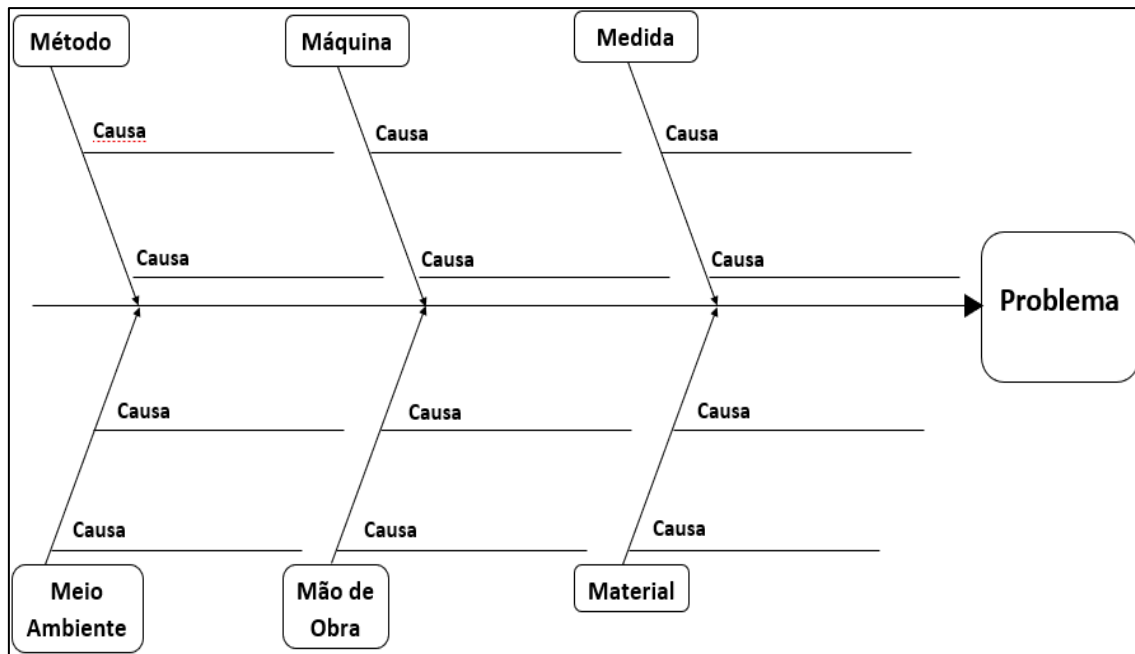 Método
Máquina
Medida
Causa
Causa
Causa
Causa
Causa
Causa
Problema
Causa
Causa
Causa
Causa
Causa
Causa
Meio
Ambiente
Mão de
Obra
Material